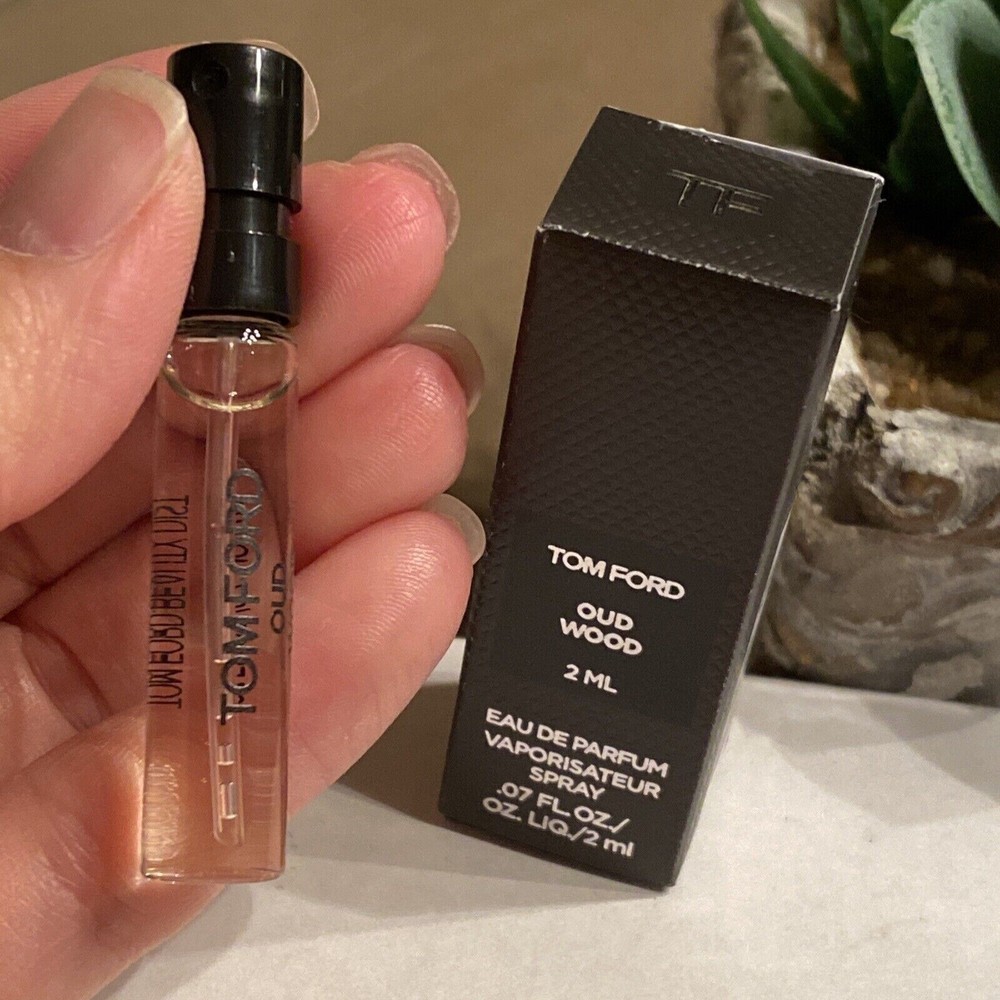 TOM FORD
OUD
TF
TOM FORD
OUD
WOOD
2 ML
EAU DE PARFUM
VAPORISATEUR
SPRAY
.07 FL.OZ./
OZ. LIQ./2 ml